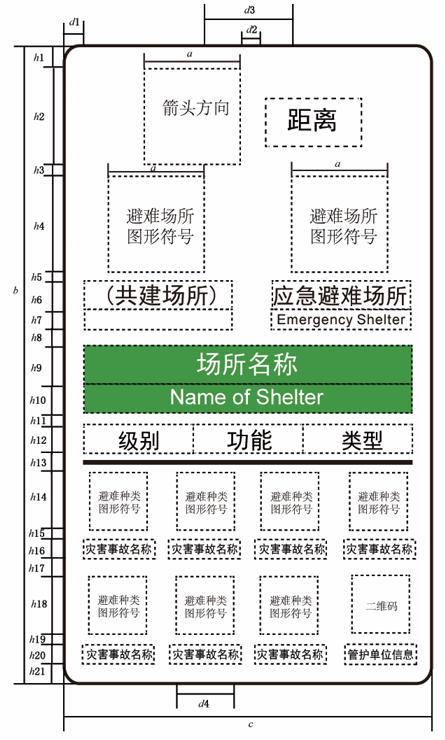 d1
d3
d2
h1
a
h2
箭头方向
距离
h3
a
a
h4
避难场所
图形符号
避难场所
图形符号
b
h5
h6
（共建场所）
应急避难场所
h7
Emergency Shelter
h8
h9
场所名称
h10
Name of Shelter
h11
h12
级别
功能
类型
h13
h14
避难种类
图形符号
避难种类
图形符号
避难种类
图形符号
避难种类
图形符号
h15
h16
灾害事故名称
灾害事故名称
灾害事故名称
灾害事故名称
h17
h18
避难种类
图形符号
避难种类
图形符号
避难种类
图形符号
二维码
h19
h20
灾害事故名称
灾害事故名称
灾害事故名称
管护单位信息
h21
d4
c